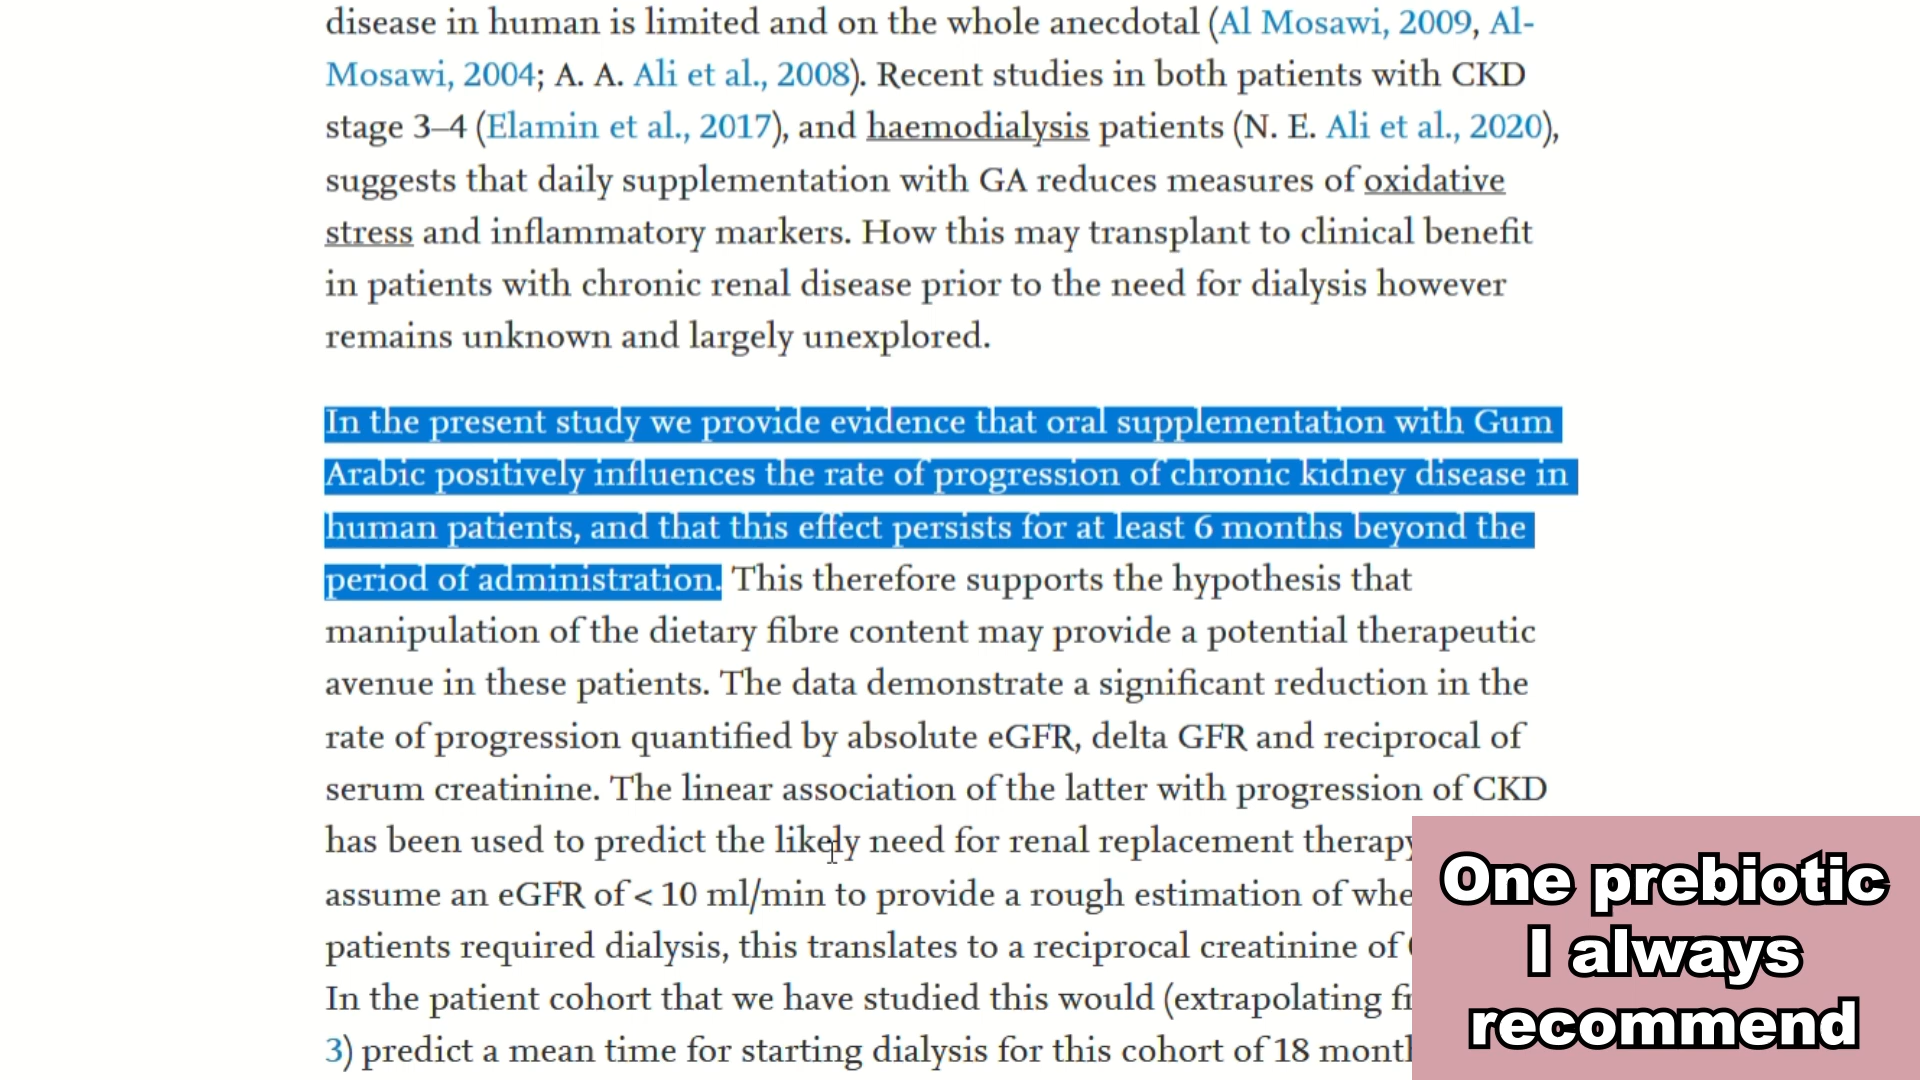 disease in human is limited and on the whole anecdotal (Al Mosawi, 2009, Al-
Mosawi, 2004; A. A. Ali et al., 2008). Recent studies in both patients with CKD
stage 3–4 (Elamin et al., 2017), and haemodialysis patients (N. E. Ali et al., 2020),
suggests that daily supplementation with GA reduces measures of oxidative
stress and inflammatory markers. How this may transplant to clinical benefit
in patients with chronic renal disease prior to the need for dialysis however
remains unknown and largely unexplored.
In the present study we provide evidence that oral supplementation with Gum
Arabic positively influences the rate of progression of chronic kidney disease in
human patients, and that this effect persists for at least 6 months beyond the
period of administration. This therefore supports the hypothesis that
manipulation of the dietary fibre content may provide a potential therapeutic
avenue in these patients. The data demonstrate a significant reduction in the
rate of progression quantified by absolute eGFR, delta GFR and reciprocal of
serum creatinine. The linear association of the latter with progression of CKD
has been used to predict the likely need for renal replacement therapy
assume an eGFR of < 10 ml/min to provide a rough estimation of
patients required dialysis, this translates to a reciprocal creatinine of
In the patient cohort that we have studied this would (extrapolating
3) predict a mean time for starting dialysis for this cohort of 18
One prebiotic
I always
recommend